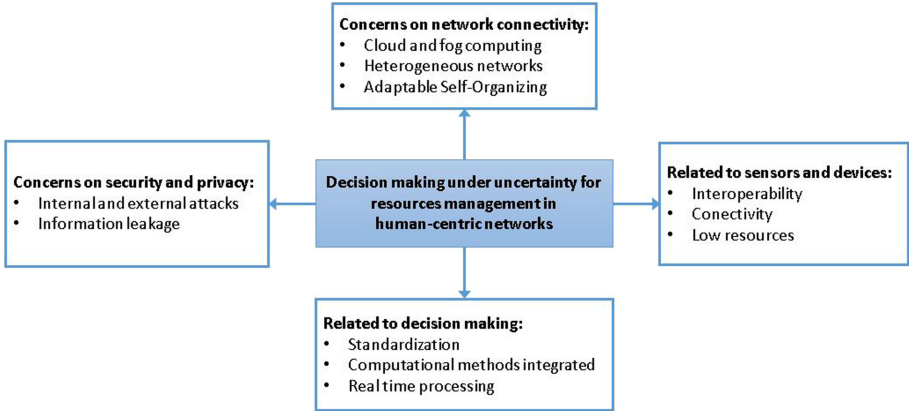 Concerns on network connectivity:
• Cloud and fog computing
• Heterogeneous networks
• Adaptable Self-Organizing
Concerns on security and privacy:
• Internal and external attacks
• Information leakage
Decision making under uncertainty for
resources management in
human-centric networks
Related to sensors and devices:
• Interoperability
• Conectivity
• Low resources
Related to decision making:
• Standardization
• Computational methods integrated
• Real time processing